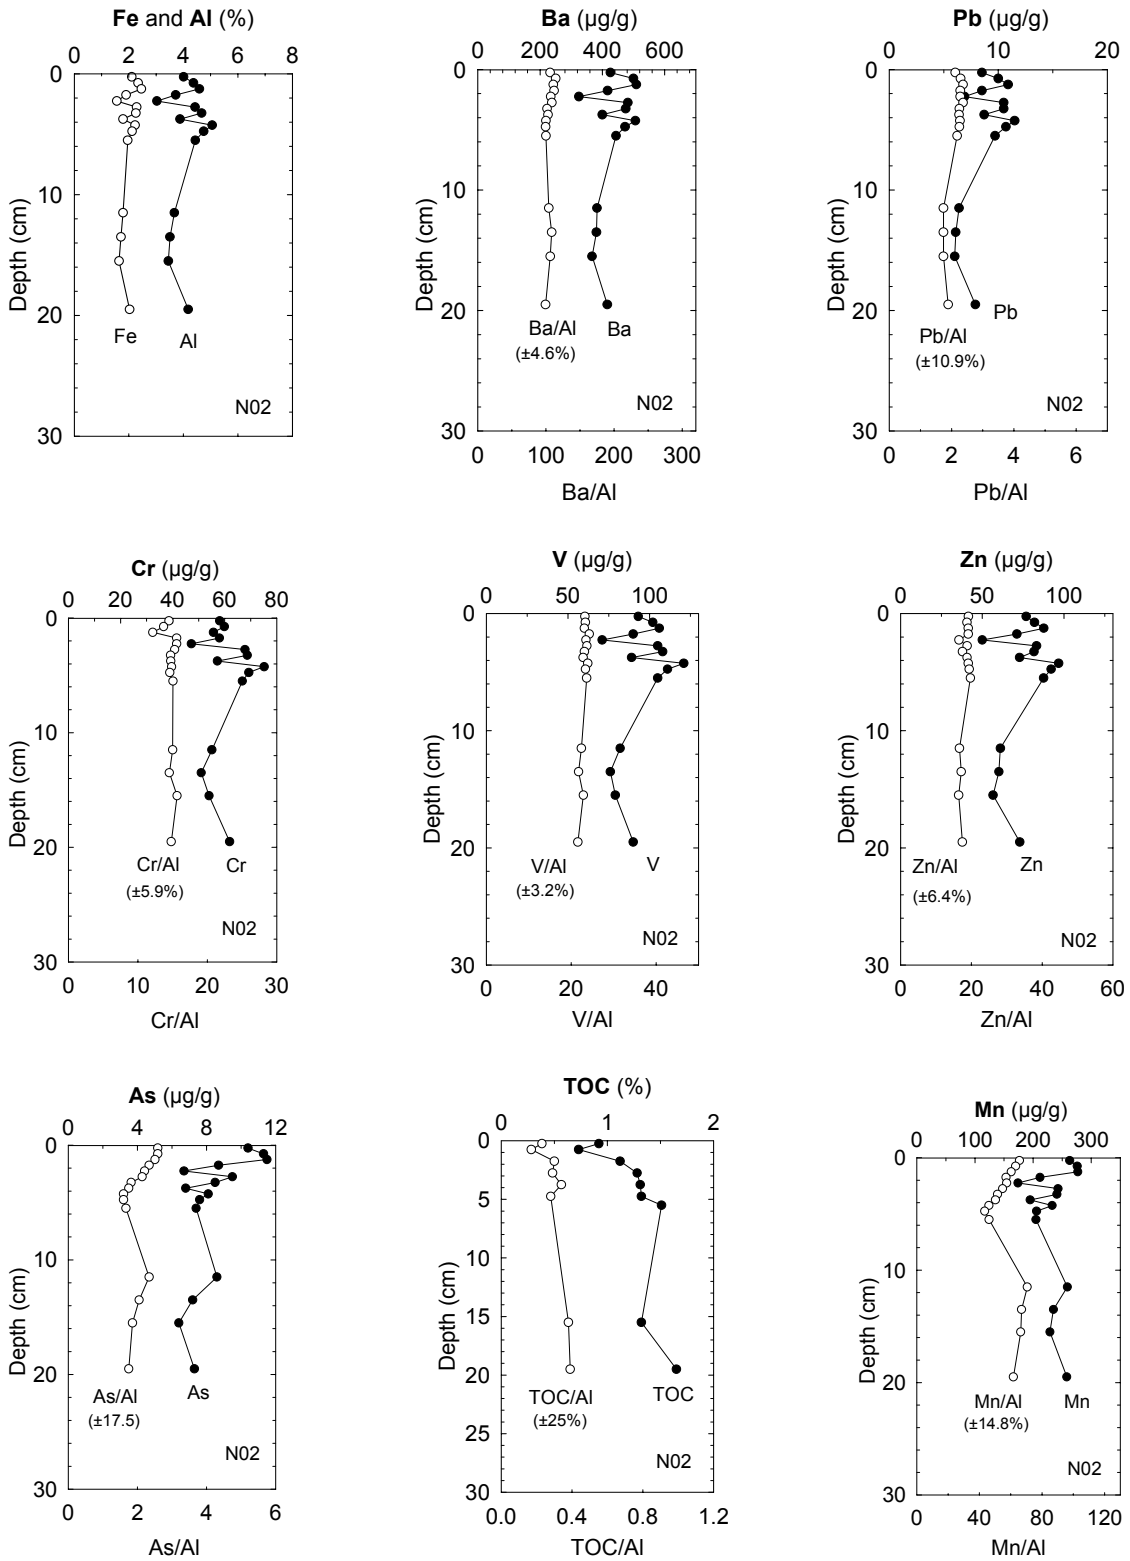 Fe and Al (%)
0 2 4 6 8
0
10
20
30
Depth (cm)
Fe
Al
N02
Ba (µg/g)
0 200 400 600
0
10
20
30
Depth (cm)
Ba/Al
(±4.6%)
Ba
N02
0 100 200 300
Ba/Al
Pb (µg/g)
0 10 20
0
10
20
30
Depth (cm)
Pb/Al
(±10.9%)
Pb
N02
0 2 4 6
Pb/Al
Cr (µg/g)
0 20 40 60 80
0
10
20
30
Depth (cm)
Cr/Al
(±5.9%)
Cr
N02
0 10 20 30
Cr/Al
V (µg/g)
0 50 100
0
10
20
30
Depth (cm)
V/Al
(±3.2%)
V
N02
0 20 40
V/Al
Zn (µg/g)
0 50 100
0
10
20
30
Depth (cm)
Zn/Al
(±6.4%)
Zn
N02
0 20 40 60
Zn/Al
As (µg/g)
0 4 8 12
0
10
20
30
Depth (cm)
As/Al
(±17.5)
As
N02
0 2 4 6
As/Al
TOC (%)
0 1 2
0
5
10
15
20
25
30
Depth (cm)
TOC/Al
(±25%)
TOC
N02
0.0 0.4 0.8 1.2
TOC/Al
Mn (µg/g)
0 100 200 300
0
10
20
30
Depth (cm)
Mn/Al
(±14.8%)
Mn
N02
40 80 120
Mn/Al